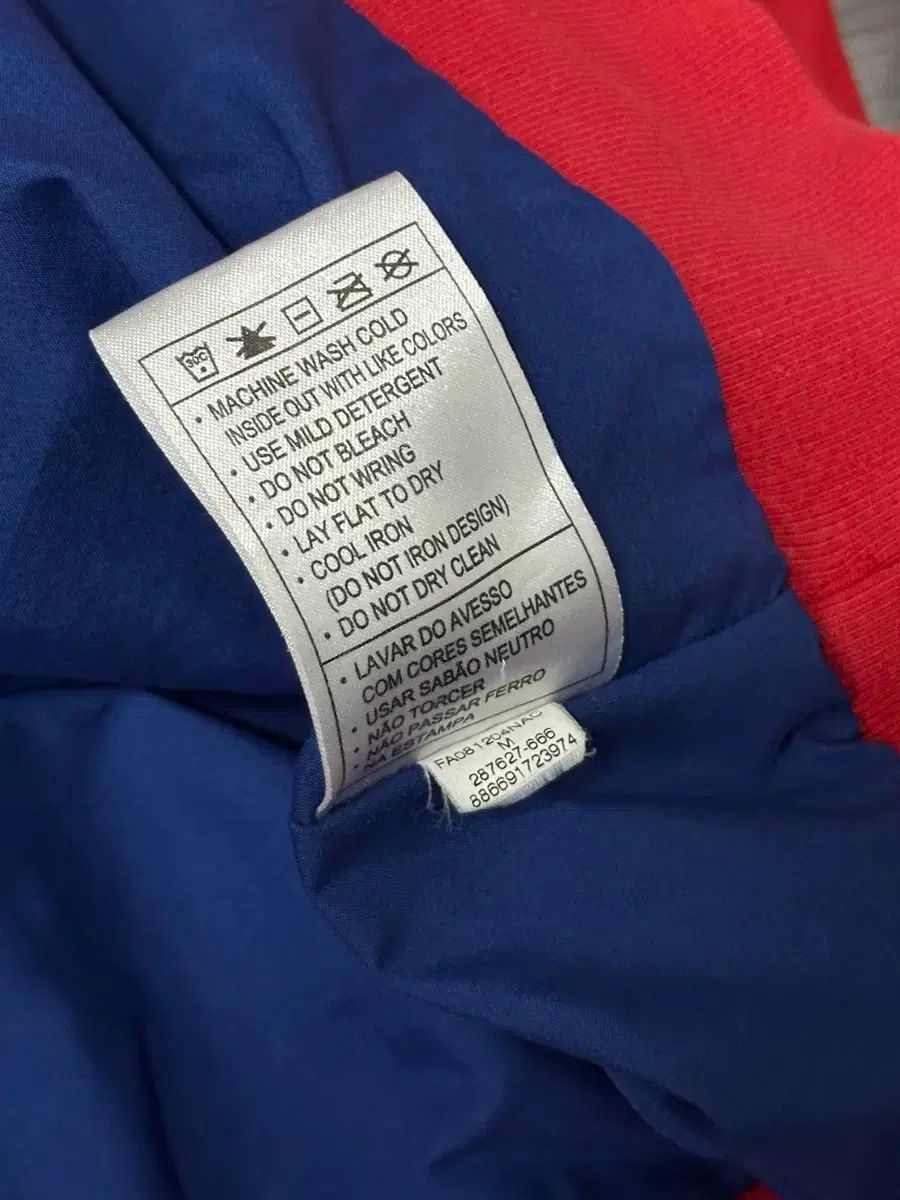 30C
• MACHINE WASH COLD
INSIDE OUT WITH LIKE COLORS
• USE MILD DETERGENT
• DO NOT BLEACH
• DO NOT WRING
• LAY FLAT TO DRY
• COOL IRON
(DO NOT IRON DESIGN)
• DO NOT DRY CLEAN
• LAVAR DO AVESSO
COM CORES SEMELHANTES
• USAR SABÃO NEUTRO
• NÃO TORCER
• NÃO PASSAR FERRO
NA ESTAMPA
FA081204NAC
M
287627-666
886691723974